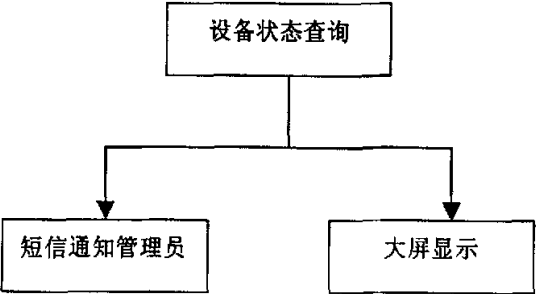 设备状态查询
短信通知管理员
大屏显示